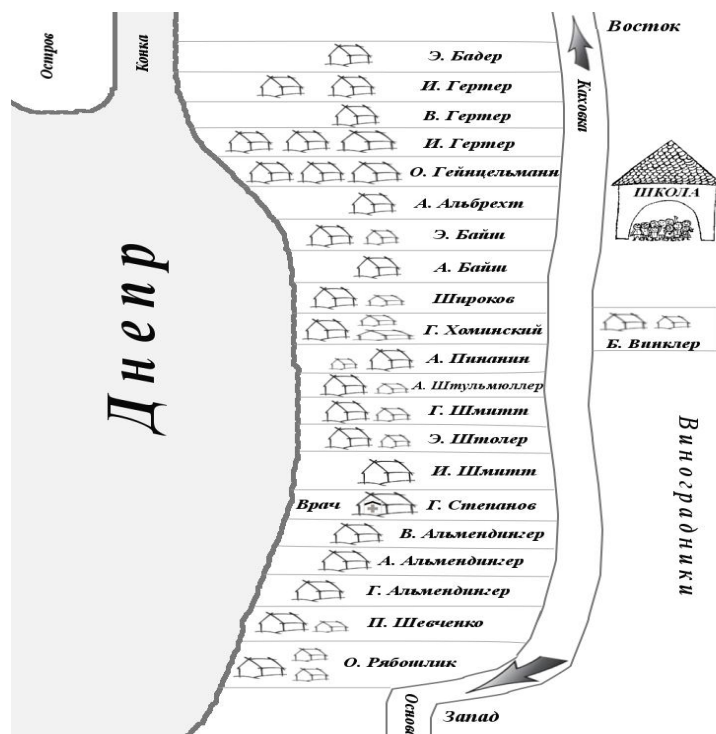 Восток
Остров
Конка
Каховка
Э. Бадер
И. Гертер
В. Гертер
И. Гертер
О. Гейнцельманн
ШКОЛА
А. Альбрехт
Э. Байш
А. Байш
Широков
Г. Хоминский
Б. Винклер
А. Пинанин
А. Штульмюллер
Г. Шмитт
Э. Штолер
И. Шмитт
Врач Г. Степанов
В. Альмендингер
А. Альмендингер
Г. Альмендингер
П. Шевченко
О. Рябошлик
Днепр
Виноградники
Основа
Запад